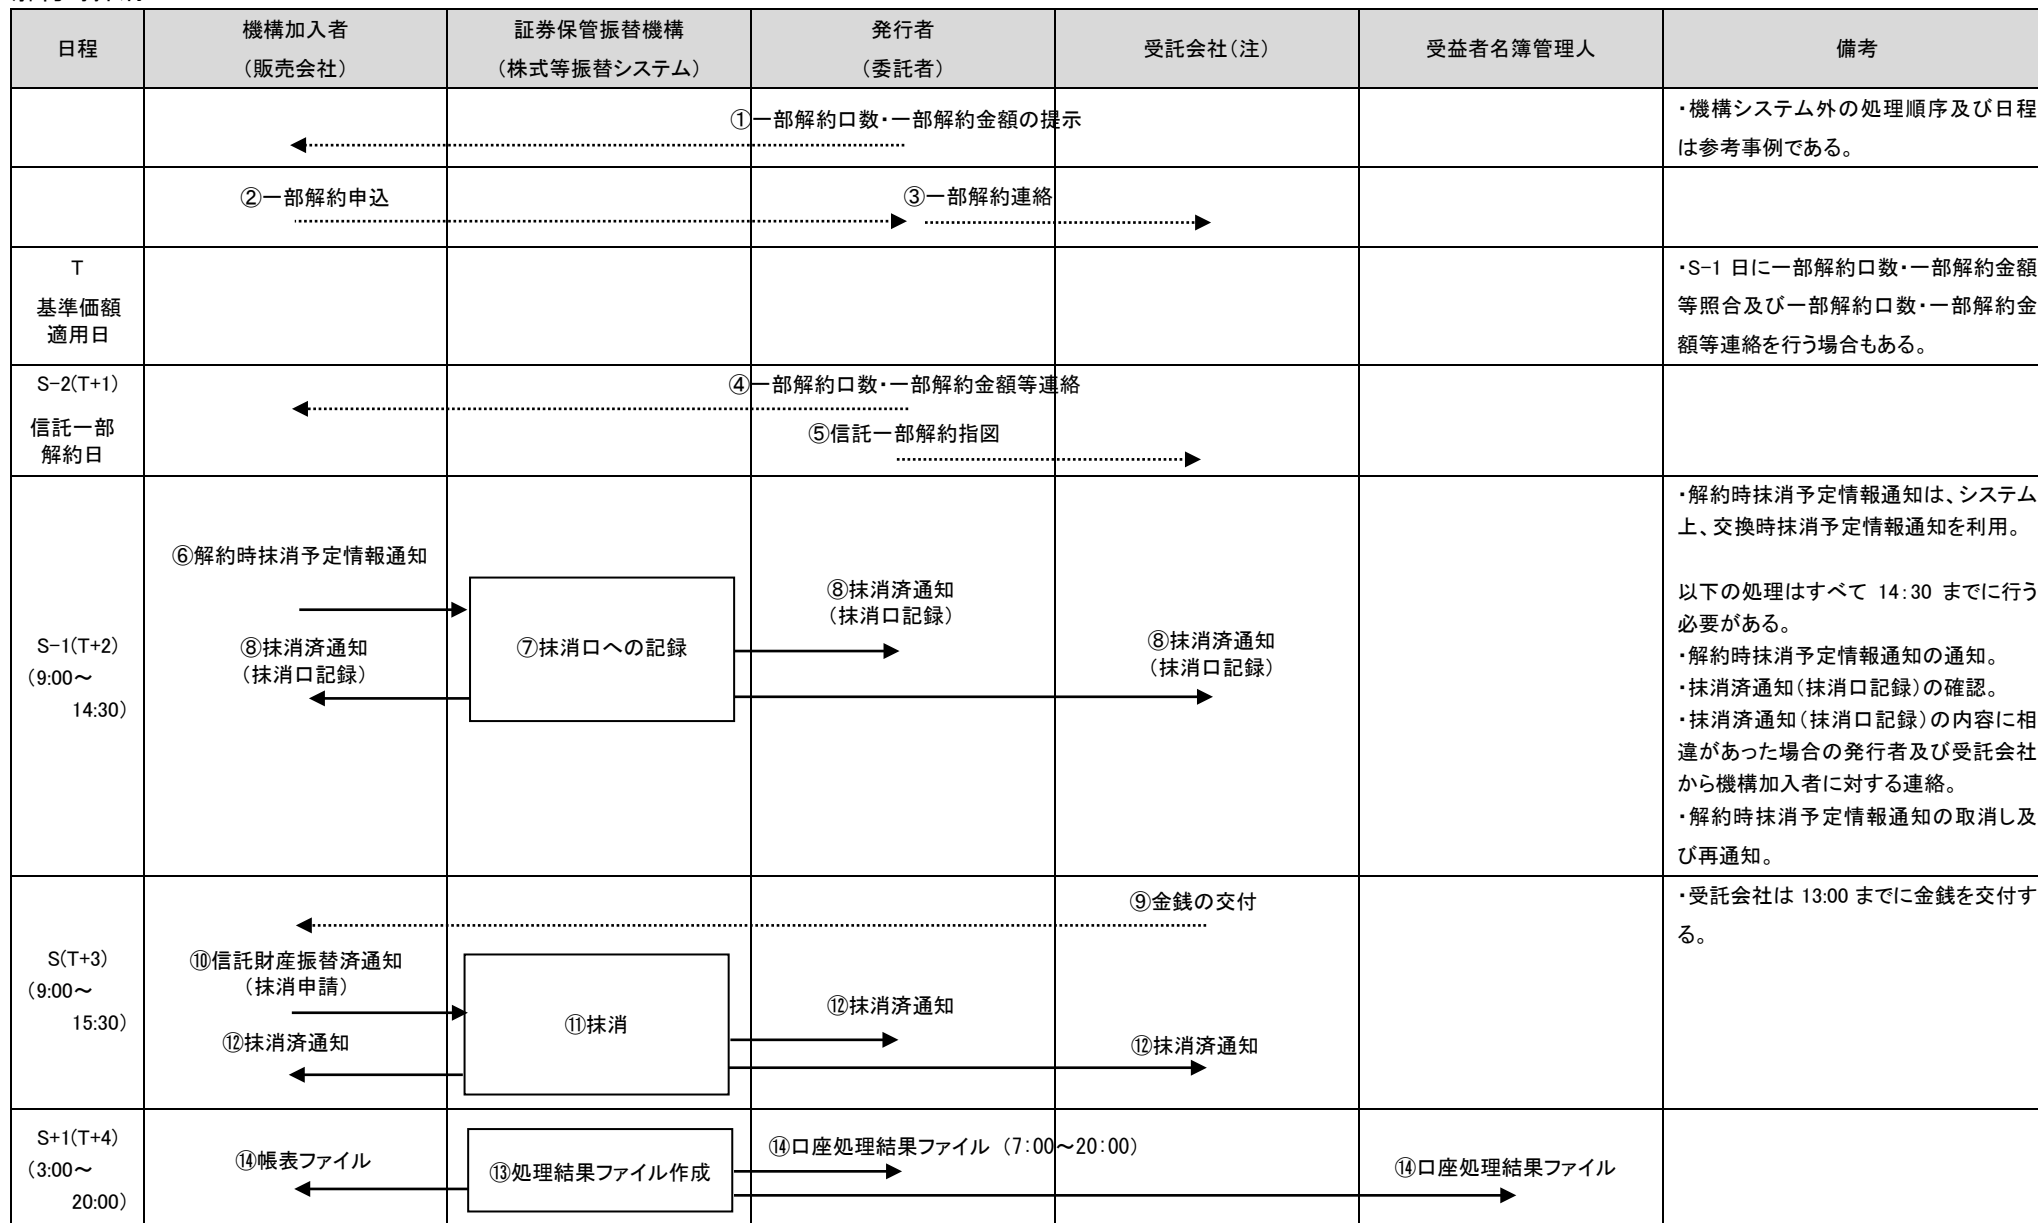 日程
機構加入者
（販売会社）
証券保管振替機構
（株式等振替システム）
発行者
（委託者）
受託会社（注）
受益者名簿管理人
備考
①一部解約口数・一部解約金額の提示
・機構システム外の処理順序及び日程
は参考事例である。
②一部解約申込
③一部解約連絡
T
基準価額
適用日
・S-1 日に一部解約口数・一部解約金額
等照合及び一部解約口数・一部解約金
額等連絡を行う場合もある。
S-2(T+1)
信託一部
解約日
④一部解約口数・一部解約金額等連絡
⑤信託一部解約指図
S-1(T+2)
（9:00～
14:30）
⑥解約時抹消予定情報通知
⑧抹消済通知
（抹消口記録）
⑦抹消口への記録
⑧抹消済通知
（抹消口記録）
⑧抹消済通知
（抹消口記録）
・解約時抹消予定情報通知は、システム
上、交換時抹消予定情報通知を利用。
以下の処理はすべて 14:30 までに行う
必要がある。
・解約時抹消予定情報通知の通知。
・抹消済通知（抹消口記録）の確認。
・抹消済通知（抹消口記録）の内容に相
違があった場合の発行者及び受託会社
から機構加入者に対する連絡。
・解約時抹消予定情報通知の取消し及
び再通知。
S(T+3)
（9:00～
15:30）
⑨金銭の交付
⑩信託財産振替済通知
（抹消申請）
⑫抹消済通知
⑪抹消
⑫抹消済通知
⑫抹消済通知
・受託会社は 13:00 までに金銭を交付す
る。
S+1(T+4)
（3:00～
20:00）
⑭帳表ファイル
⑬処理結果ファイル作成
⑭口座処理結果ファイル （7:00～20:00）
⑭口座処理結果ファイル